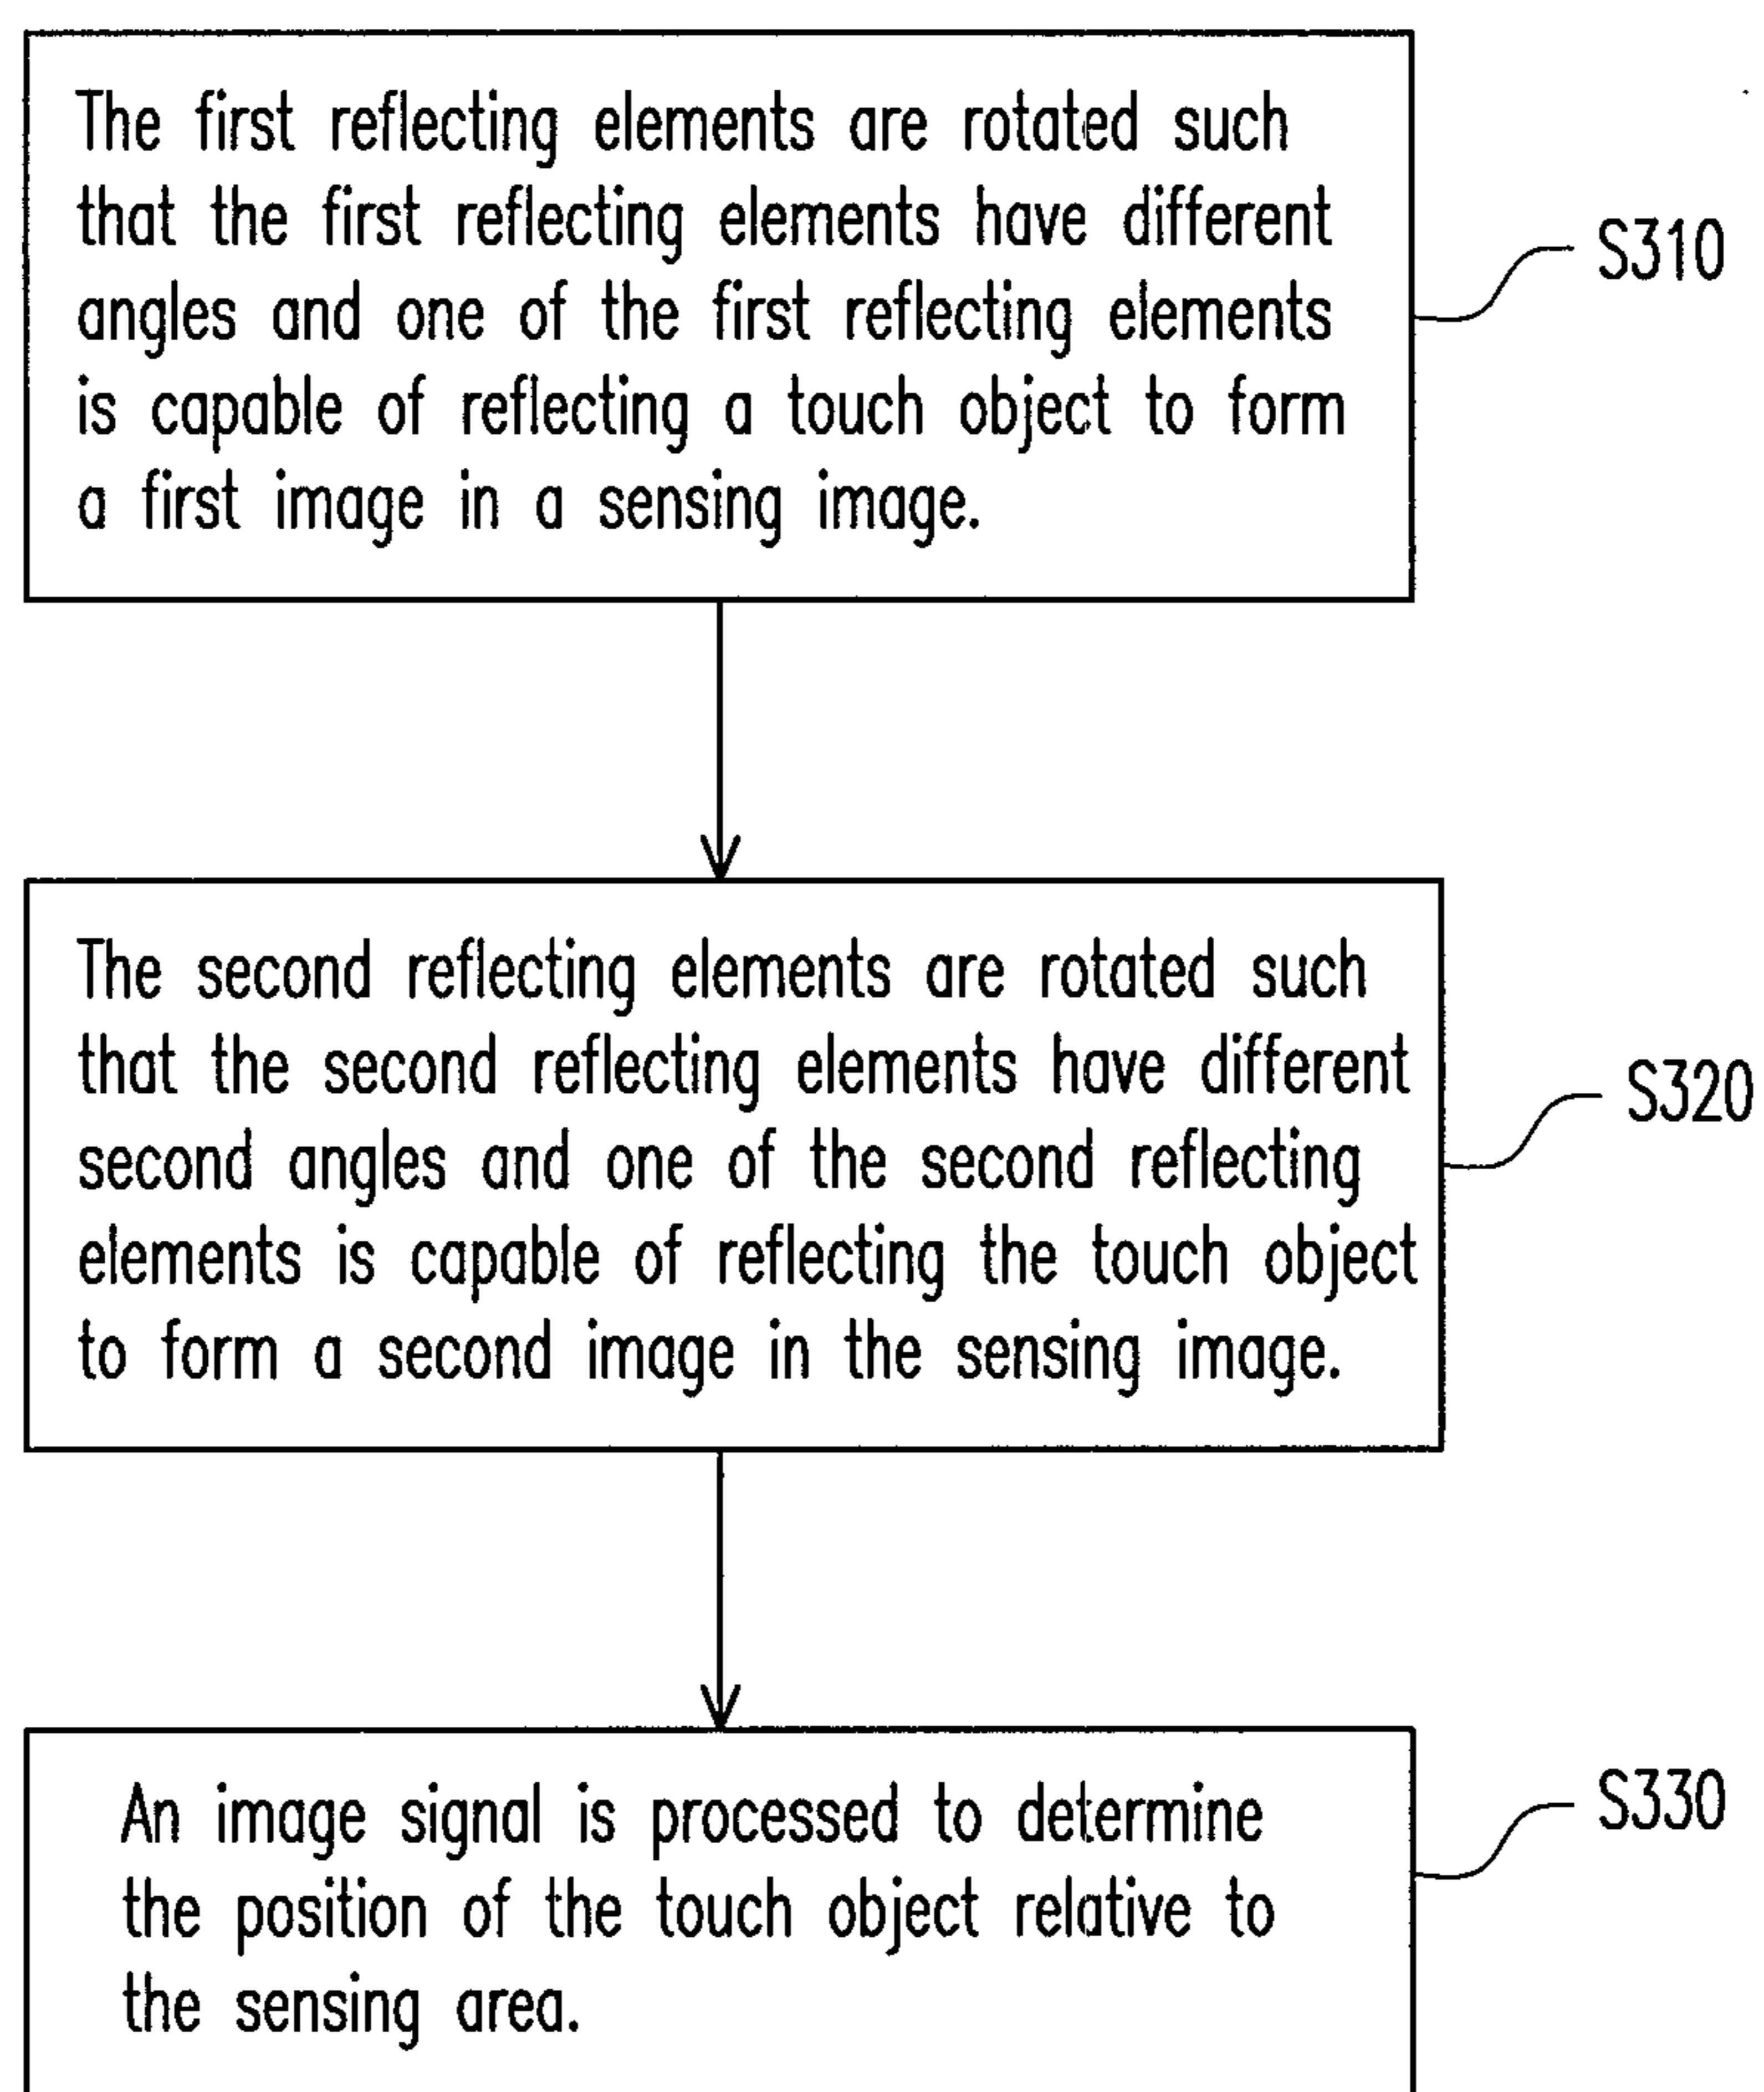 The first reflecting elements are rotated such
that the first reflecting elements have different
angles and one of the first reflecting elements
is capable of reflecting a touch object to form
a first image in a sensing image.
S310
The second reflecting elements are rotated such
that the second reflecting elements have different
second angles and one of the second reflecting
elements is capable of reflecting the touch object
to form a second image in the sensing image.
S320
An image signal is processed to determine
the position of the touch object relative to
the sensing area.
S330